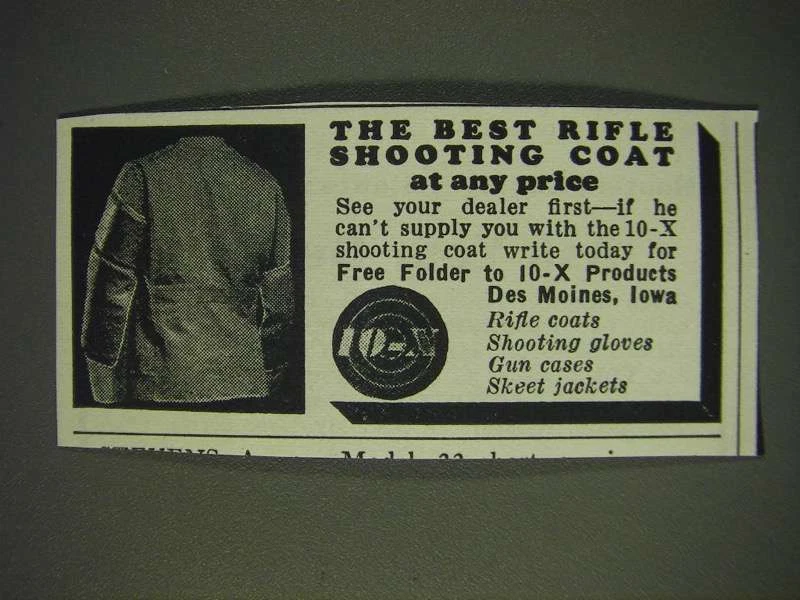 THE BEST RIFLE
SHOOTING COAT
at any price
See your dealer first—if he
can't supply you with the 10-X
shooting coat write today for
Free Folder to 10-X Products
Des Moines, Iowa
10-X
Rifle coats
Shooting gloves
Gun cases
Skeet jackets
STEVENS